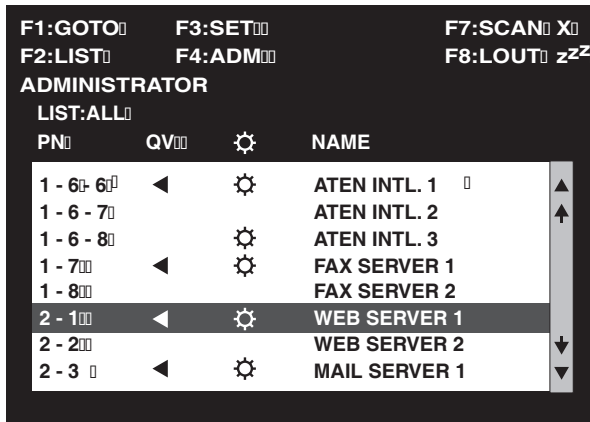 F1:GOTO F3:SET F7:SCAN X
F2:LIST F4:ADM F8:LOUT zZZ
ADMINISTRATOR
LIST:ALL
PN QV NAME
1 - 6 - 6 ATEN INTL. 1
1 - 6 - 7 ATEN INTL. 2
1 - 6 - 8 ATEN INTL. 3
1 - 7 FAX SERVER 1
1 - 8 FAX SERVER 2
2 - 1 WEB SERVER 1
2 - 2 WEB SERVER 2
2 - 3 MAIL SERVER 1